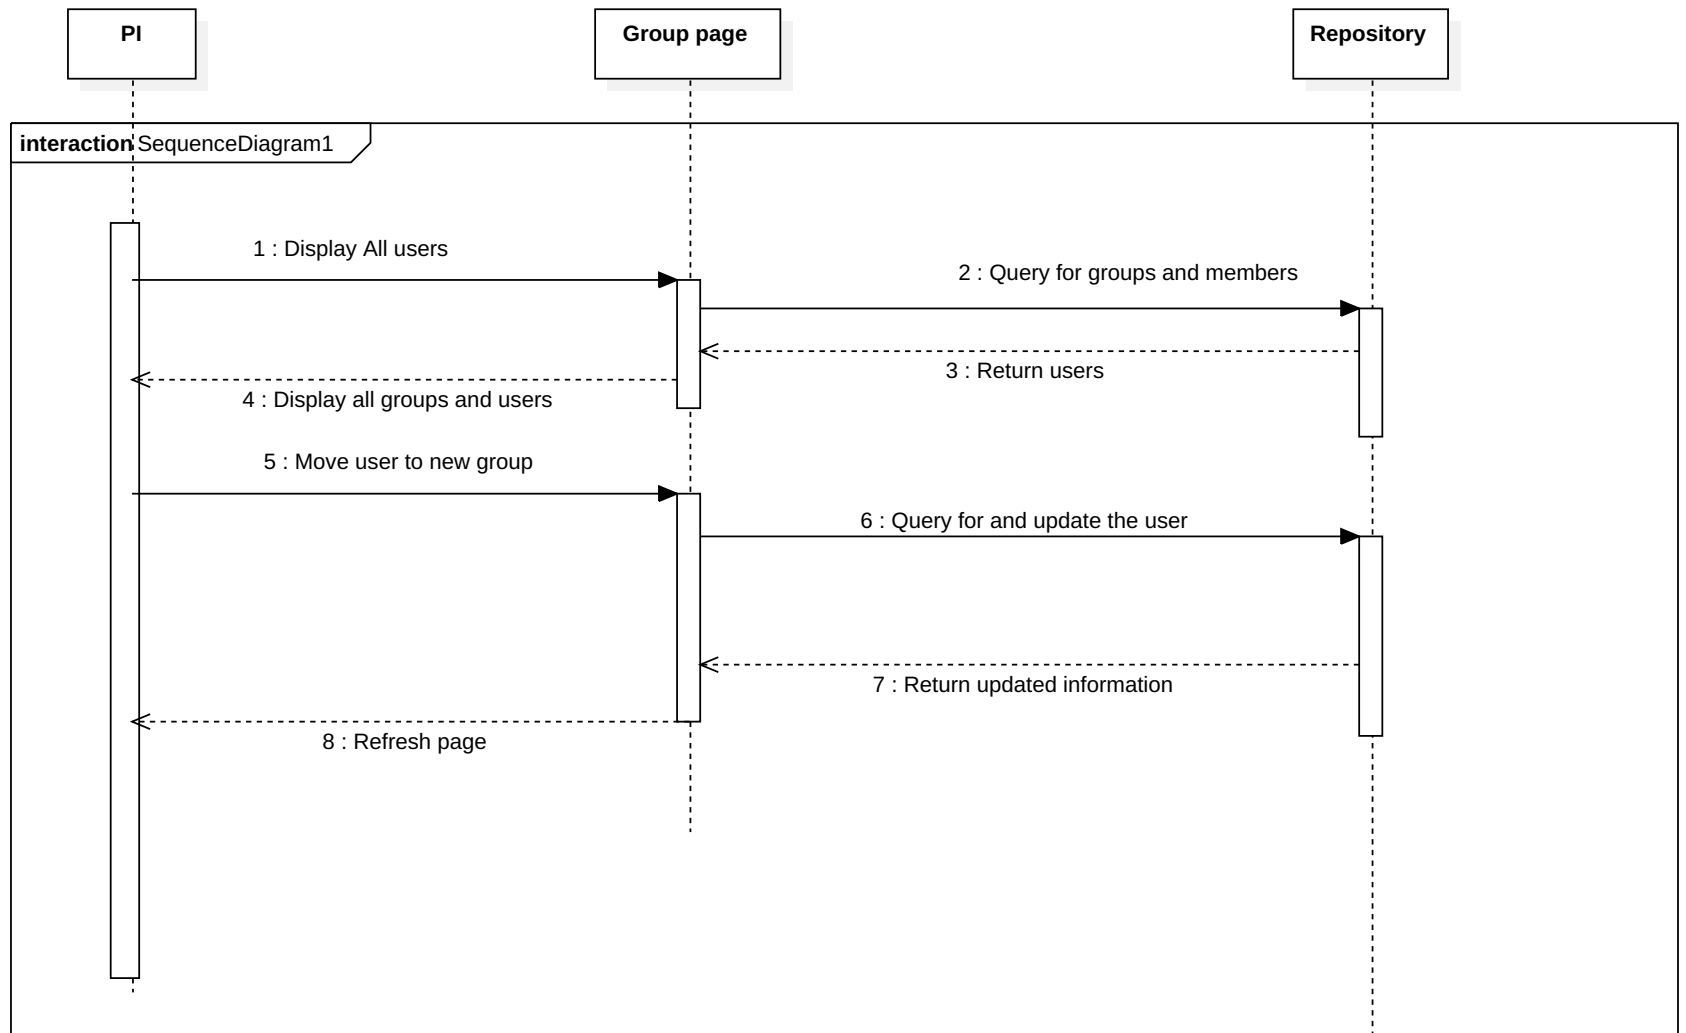 PI
Group page
Repository
interaction SequenceDiagram1
1 : Display All users
2 : Query for groups and members
3 : Return users
4 : Display all groups and users
5 : Move user to new group
6 : Query for and update the user
7 : Return updated information
8 : Refresh page